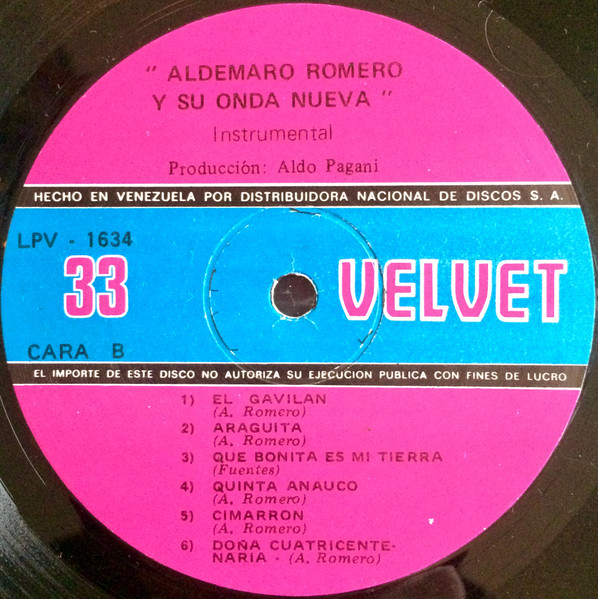 " ALDEMARO ROMERO
Y SU ONDA NUEVA "
Instrumental
Producción: Aldo Pagani
HECHO EN VENEZUELA POR DISTRIBUIDORA NACIONAL DE DISCOS S. A.
LPV - 1634
33 VELVET
CARA B
EL IMPORTE DE ESTE DISCO NO AUTORIZA SU EJECUCION PUBLICA CON FINES DE LUCRO
1) EL GAVILAN
(A. Romero)
2) ARAGUITA
(A. Romero)
3) QUE BONITA ES MI TIERRA
(Fuentes)
4) QUINTA ANAUCO
(A. Romero)
5) CIMARRON
(A. Romero)
6) DOÑA CUATRICENTE-
NARIA - (A. Romero)